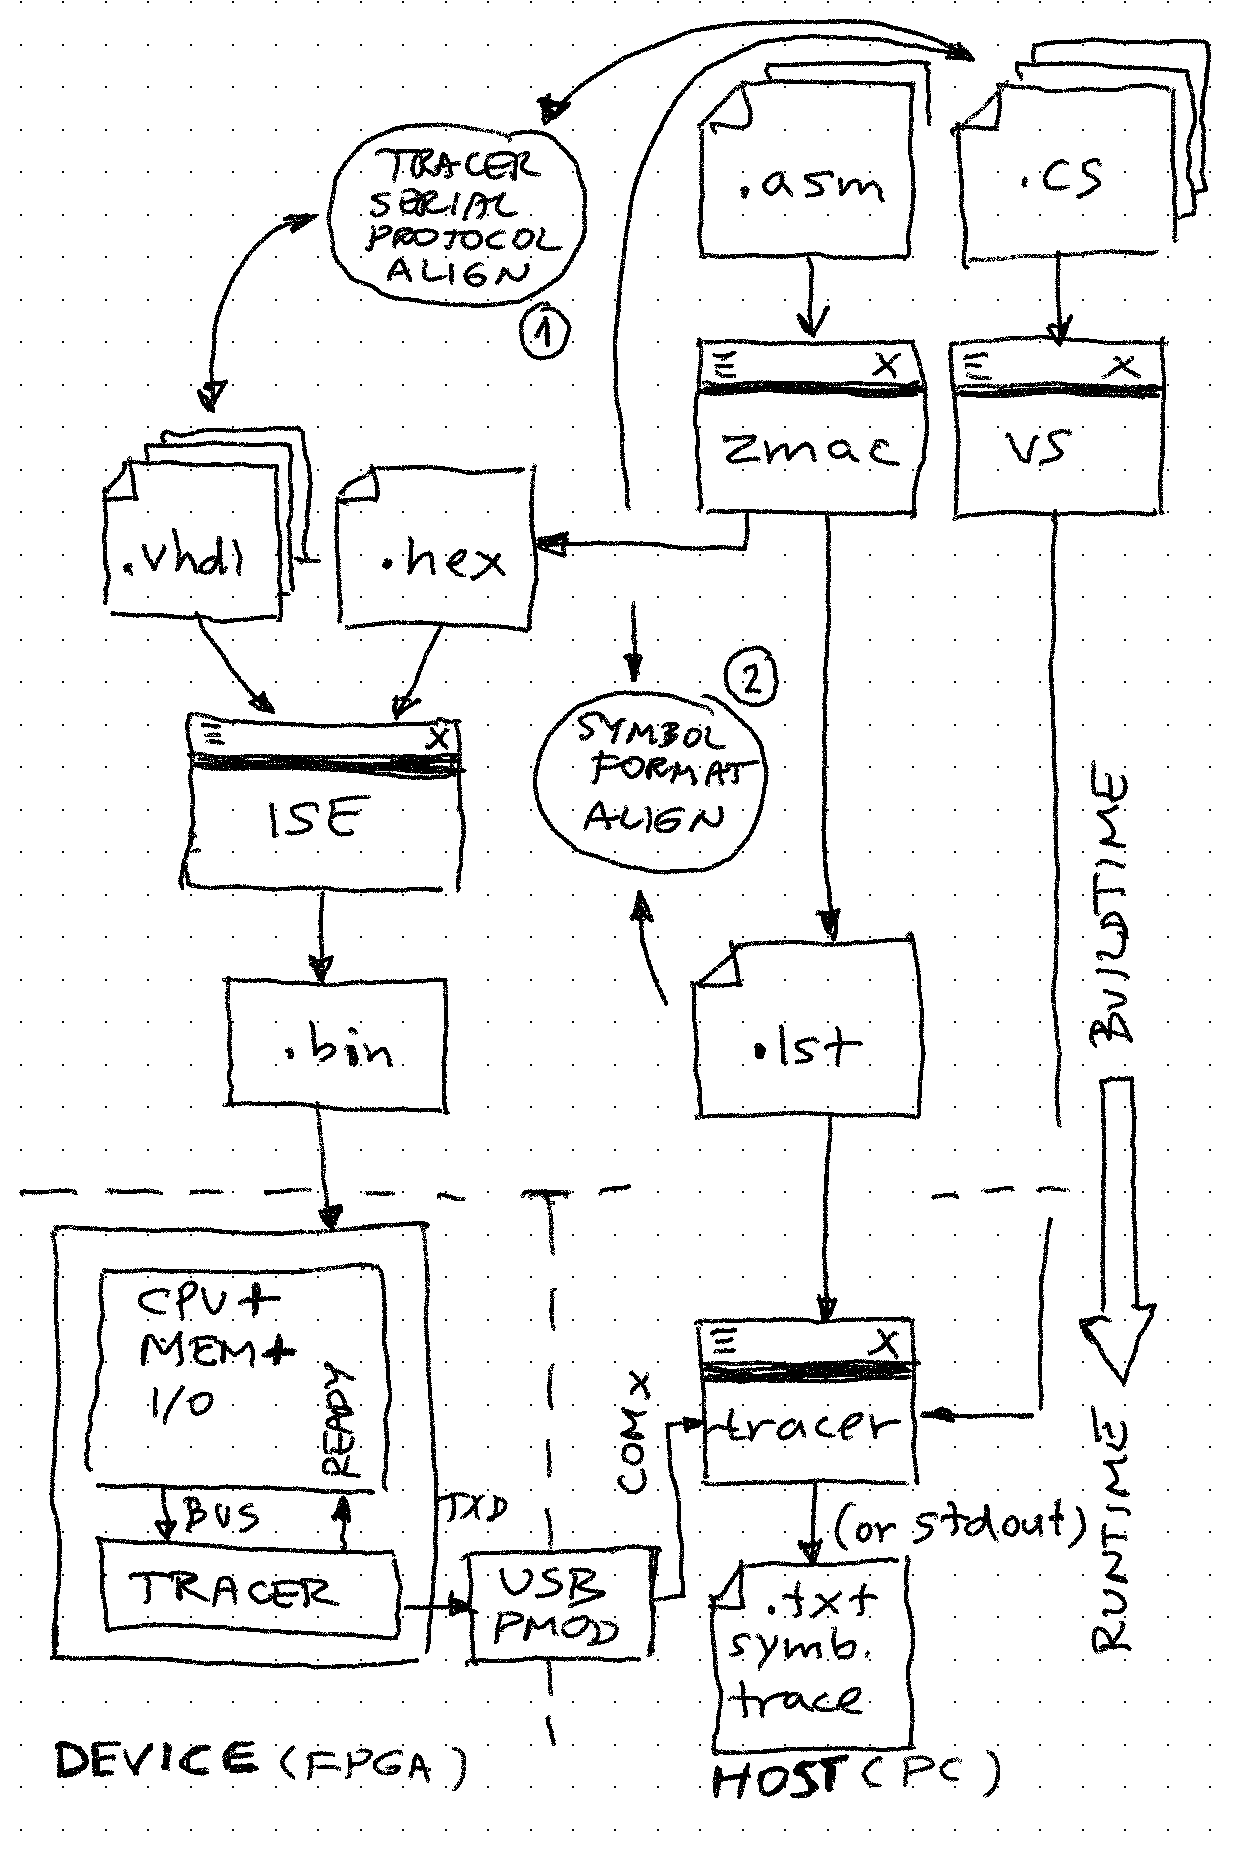 TRACER
SERIAL
PROTOCOL
ALIGN
1
.asm
.cs
X
zmac
X
VS
.vhdl
.hex
2
SYMBOL
FORMAT
ALIGN
X
ISE
.bin
.lst
BUILDTIME
CPU+
MEM+
I/O
READY
BUS
TRACER
TXD
USB
PMOD
COMX
X
tracer
(or stdout)
.txt
symb.
trace
RUNTIME
DEVICE (FPGA)
HOST (PC)